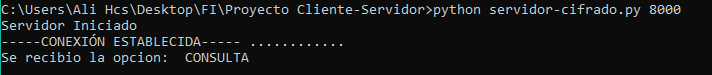 C:\Users\Ali Hcs\Desktop\FI\Proyecto Cliente-Servidor>python servidor-cifrado.py 8000
Servidor Iniciado
-----CONEXIÓN ESTABLECIDA----- ............
Se recibio la opcion:  CONSULTA